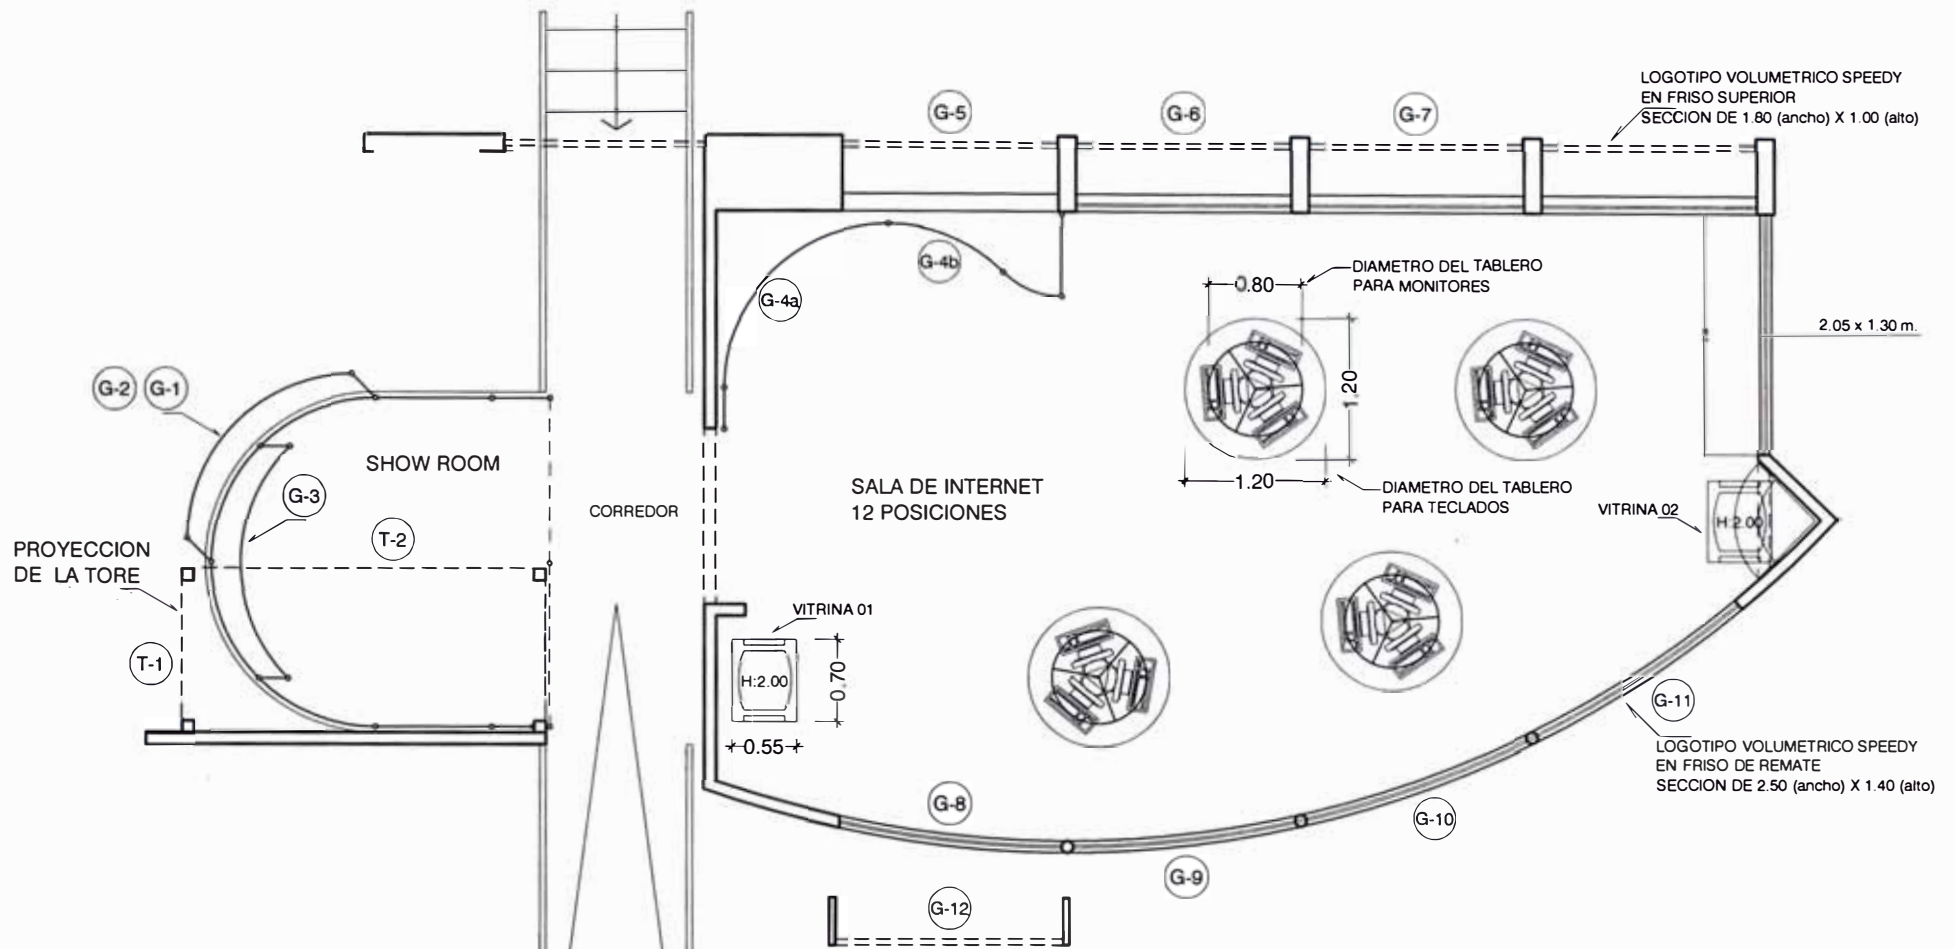 LOGOTIPO VOLUMETRICO SPEEDY
EN FRISO SUPERIOR
SECCION DE 1.80 (ancho) X 1.00 (alto)
G-5
G-6
G-7
G-4b
G-4a
0.80
DIAMETRO DEL TABLERO
PARA MONITORES
1.20
2.05 x 1.30 m.
G-2
G-1
SHOW ROOM
G-3
CORREDOR
SALA DE INTERNET
12 POSICIONES
1.20
DIAMETRO DEL TABLERO
PARA TECLADOS
VITRINA 02
H:2.00
PROYECCION
DE LA TORE
T-2
T-1
VITRINA 01
H:2.00
0.70
0.55
G-11
LOGOTIPO VOLUMETRICO SPEEDY
EN FRISO DE REMATE
SECCION DE 2.50 (ancho) X 1.40 (alto)
G-8
G-10
G-9
G-12